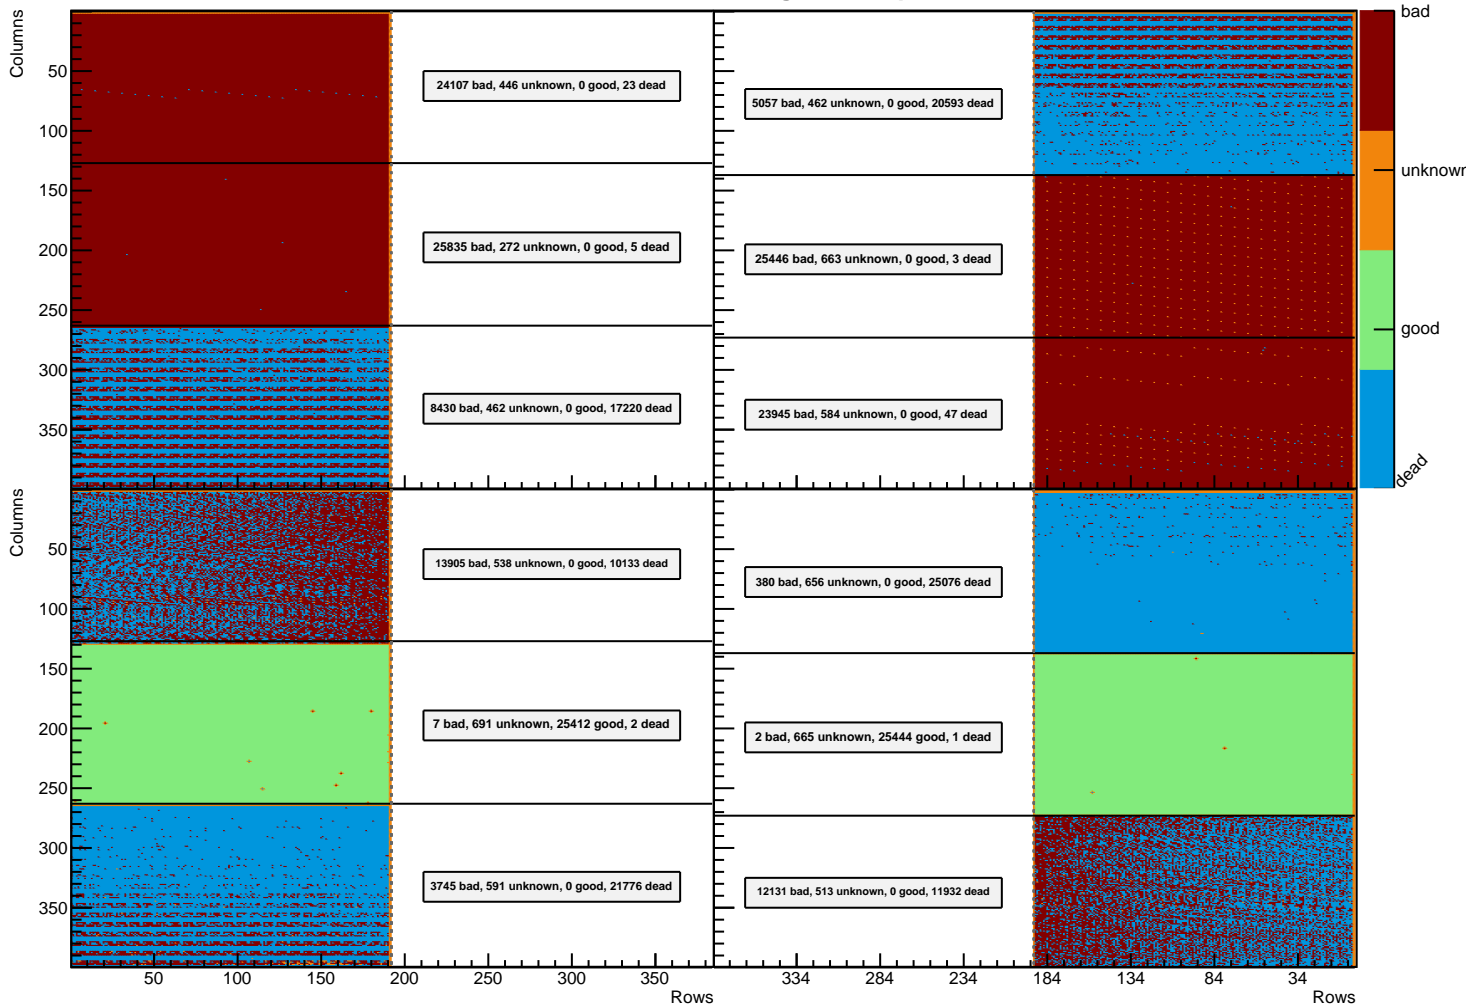 bad
unknown
good
dead
Columns
50
100
150
200
250
300
350
24107 bad, 446 unknown, 0 good, 23 dead
25835 bad, 272 unknown, 0 good, 5 dead
8430 bad, 462 unknown, 0 good, 17220 dead
5057 bad, 462 unknown, 0 good, 20593 dead
25446 bad, 663 unknown, 0 good, 3 dead
23945 bad, 584 unknown, 0 good, 47 dead
Columns
50
100
150
200
250
300
350
13905 bad, 538 unknown, 0 good, 10133 dead
7 bad, 691 unknown, 25412 good, 2 dead
3745 bad, 591 unknown, 0 good, 21776 dead
380 bad, 656 unknown, 0 good, 25076 dead
2 bad, 665 unknown, 25444 good, 1 dead
12131 bad, 513 unknown, 0 good, 11932 dead
50 100 150 200 250 300 350
Rows
334 284 234 184 134 84 34
Rows